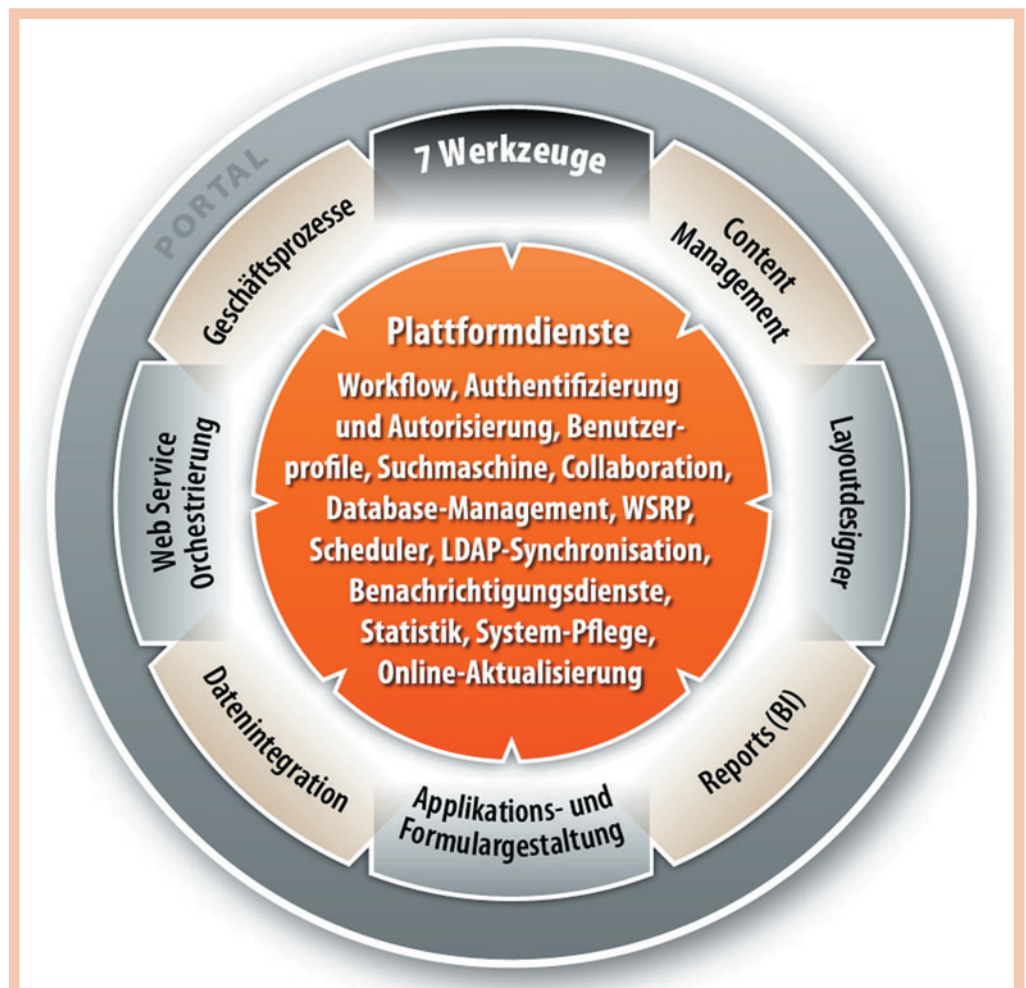 PORTAL
7 Werkzeuge
Content
Management
Layoutdesigner
Reports (BI)
Applikations- und
Formulargestaltung
Datenintegration
Web Service
Orchestrierung
Geschäftsprozesse
Plattformdienste
Workflow, Authentifizierung
und Autorisierung, Benutzer-
profile, Suchmaschine, Collaboration,
Database-Management, WSRP,
Scheduler, LDAP-Synchronisation,
Benachrichtigungsdienste,
Statistik, System-Pflege,
Online-Aktualisierung